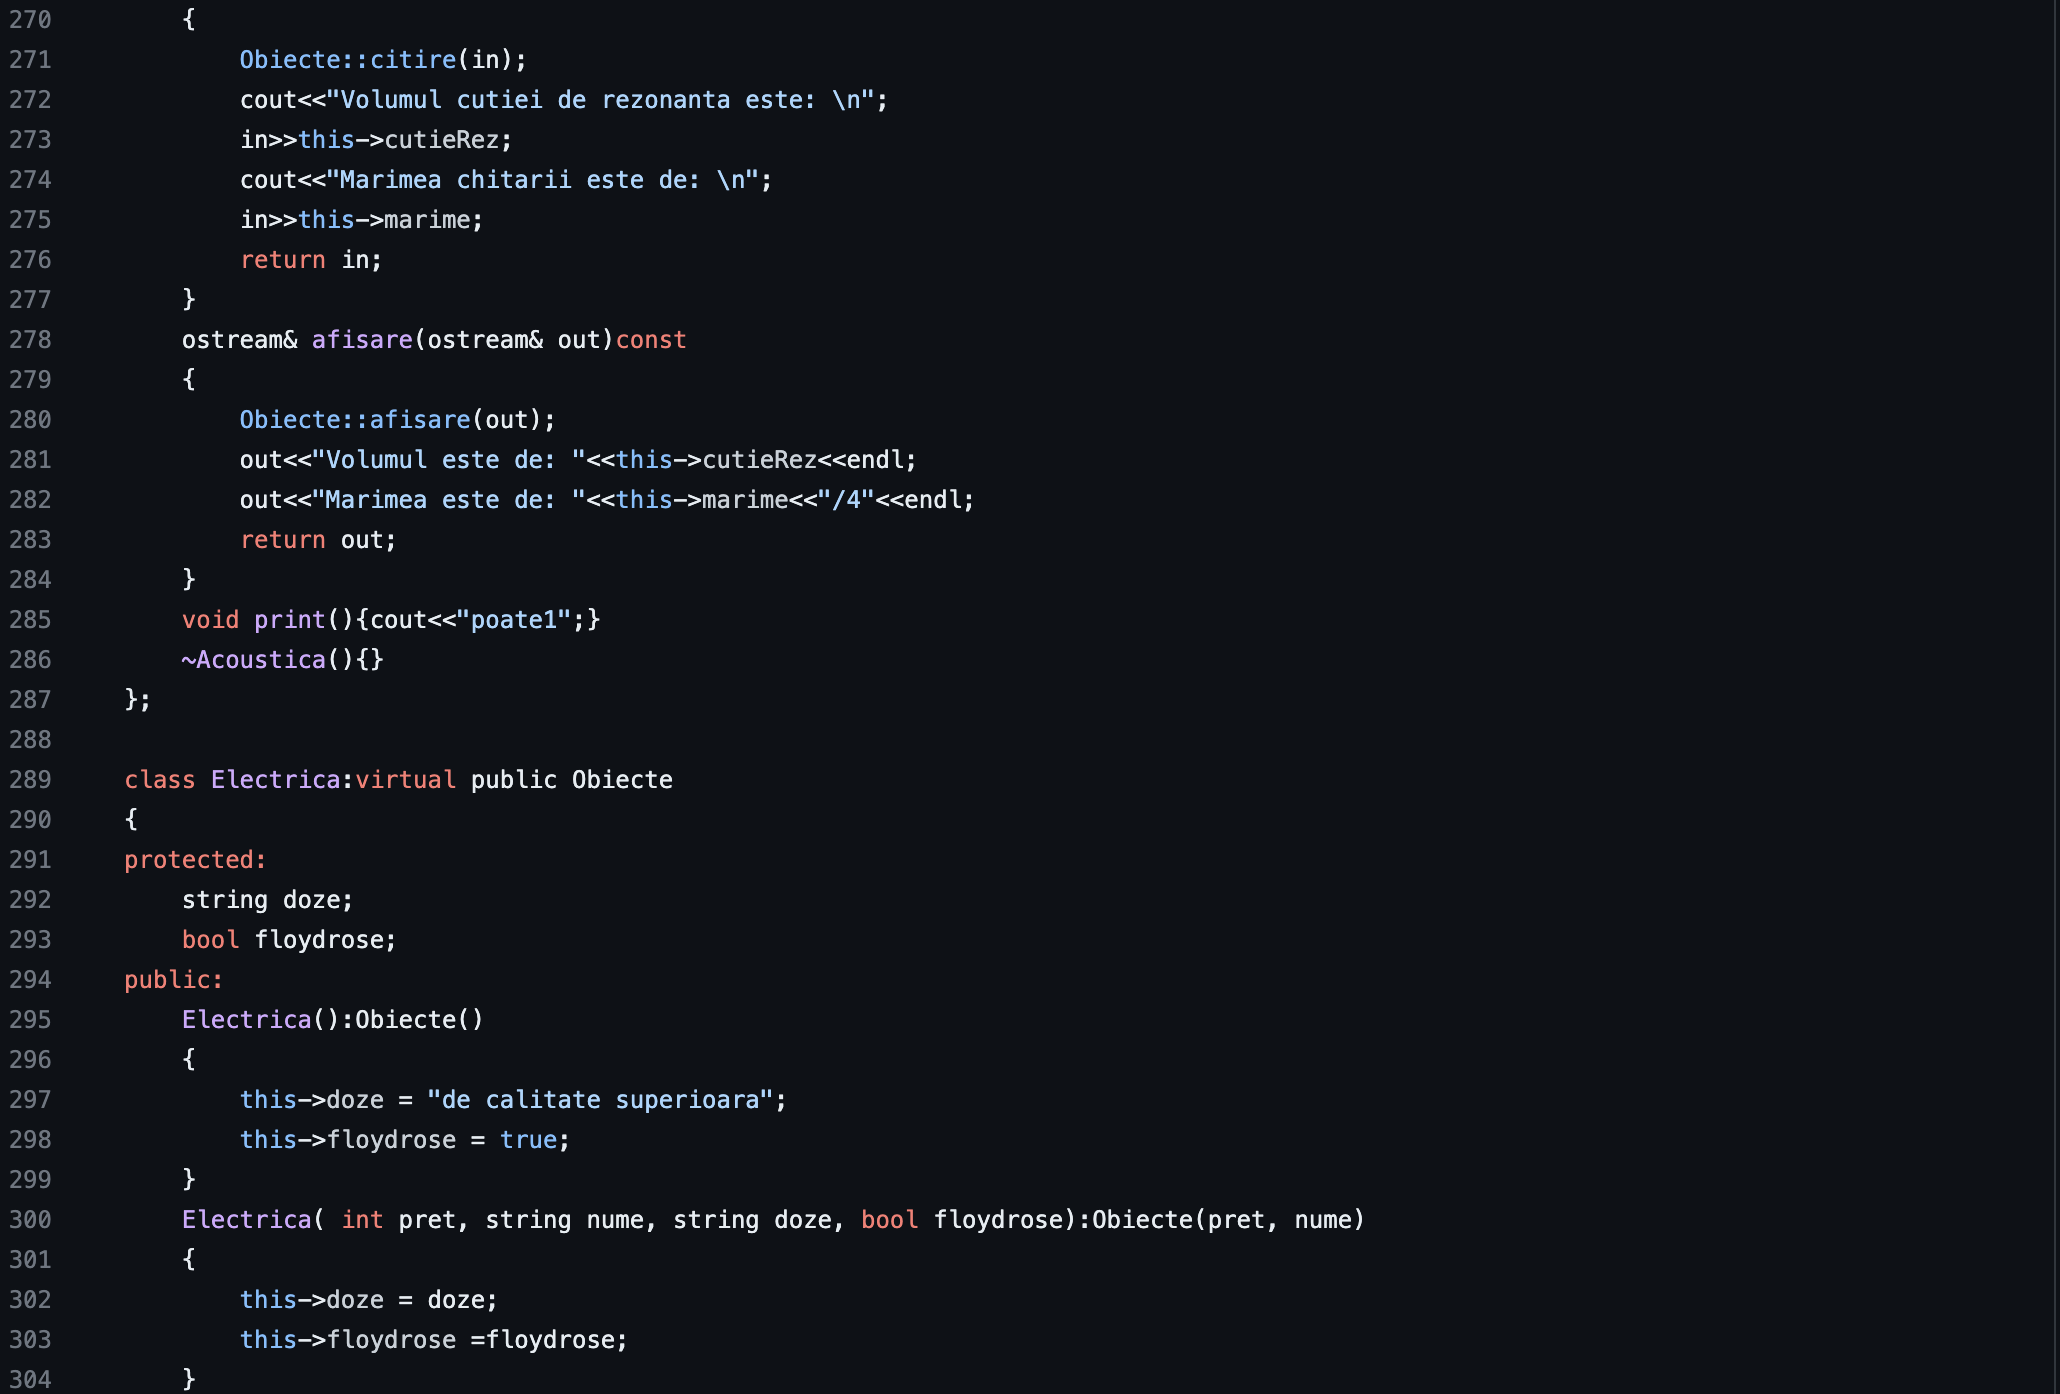 270 {
271 Obiecte::citire(in);
272 cout<<"Volumul cutiei de rezonanta este: \n";
273 in>>this->cutieRez;
274 cout<<"Marimea chitarii este de: \n";
275 in>>this->marime;
276 return in;
277 }
278 ostream& afisare(ostream& out)const
279 {
280 Obiecte::afisare(out);
281 out<<"Volumul este de: "<<this->cutieRez<<endl;
282 out<<"Marimea este de: "<<this->marime<<"/4"<<endl;
283 return out;
284 }
285 void print(){cout<<"poate1";}
286 ~Acoustica(){}
287 };
288
289 class Electrica:virtual public Obiecte
290 {
291 protected:
292 string doze;
293 bool floydrose;
294 public:
295 Electrica():Obiecte()
296 {
297 this->doze = "de calitate superioara";
298 this->floydrose = true;
299 }
300 Electrica( int pret, string nume, string doze, bool floydrose):Obiecte(pret, nume)
301 {
302 this->doze = doze;
303 this->floydrose =floydrose;
304 }